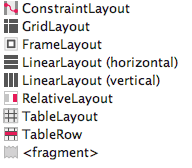 ConstraintLayout
GridLayout
FrameLayout
LinearLayout (horizontal)
LinearLayout (vertical)
RelativeLayout
TableLayout
TableRow
<fragment>